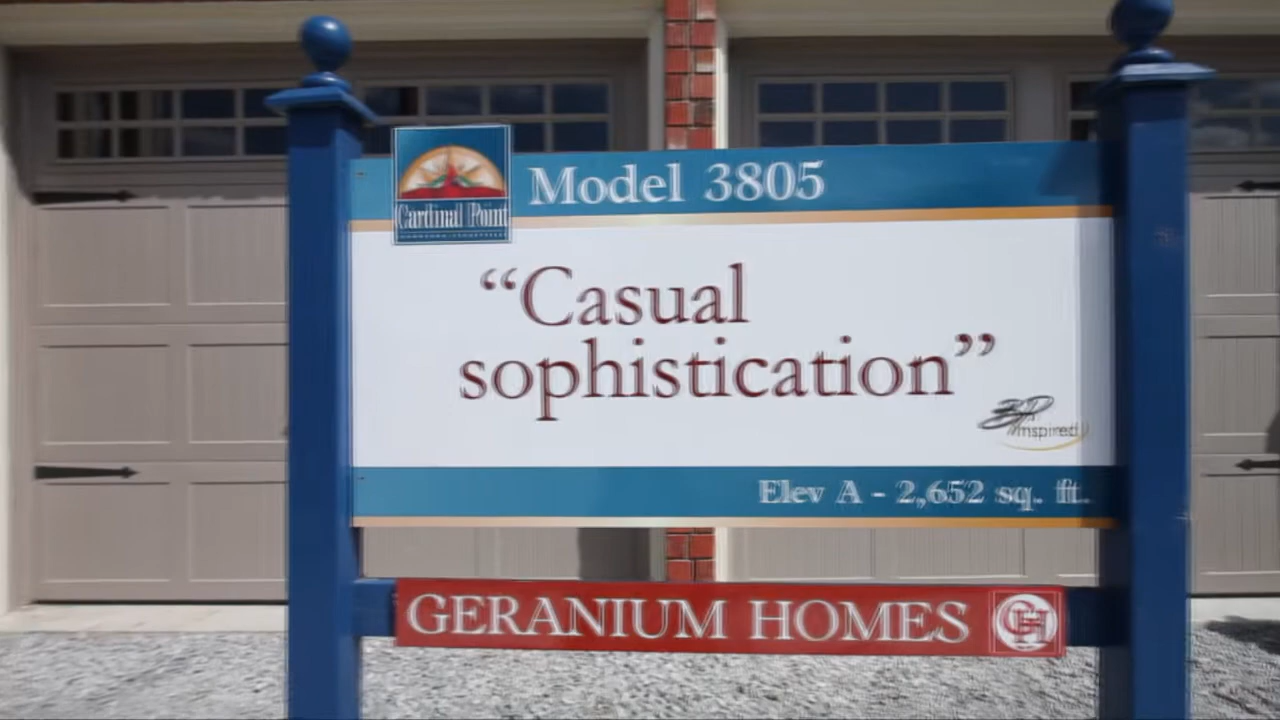 Cardinal Point
Model 3805
“Casual
sophistication”
inspired
Elev A - 2,652 sq. ft.
GERANIUM HOMES
GH